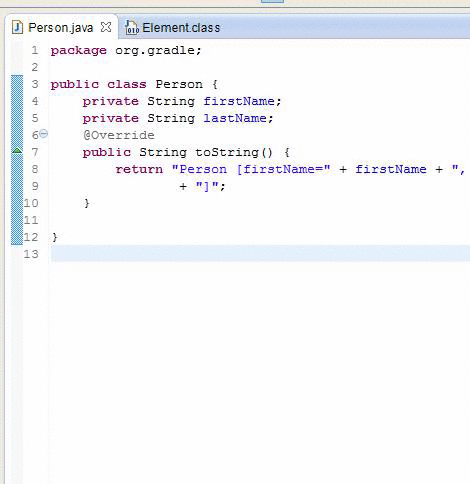 Person.java Element.class
1 package org.gradle;
2
3 public class Person {
4 private String firstName;
5 private String lastName;
6 @Override
7 public String toString() {
8 return "Person [firstName=" + firstName + ",
9 + "]";
10 }
11
12 }
13